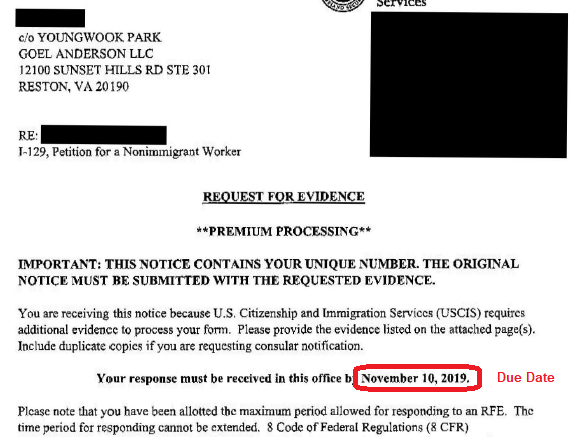 Services
c/o YOUNGWOOK PARK
GOEL ANDERSON LLC
12100 SUNSET HILLS RD STE 301
RESTON, VA 20190
RE:
I-129, Petition for a Nonimmigrant Worker
REQUEST FOR EVIDENCE
**PREMIUM PROCESSING**
IMPORTANT: THIS NOTICE CONTAINS YOUR UNIQUE NUMBER. THE ORIGINAL
NOTICE MUST BE SUBMITTED WITH THE REQUESTED EVIDENCE.
You are receiving this notice because U.S. Citizenship and Immigration Services (USCIS) requires
additional evidence to process your form. Please provide the evidence listed on the attached page(s).
Include duplicate copies if you are requesting consular notification.
Your response must be received in this office by November 10, 2019. Due Date
Please note that you have been allotted the maximum period allowed for responding to an RFE. The
time period for responding cannot be extended. 8 Code of Federal Regulations (8 CFR)